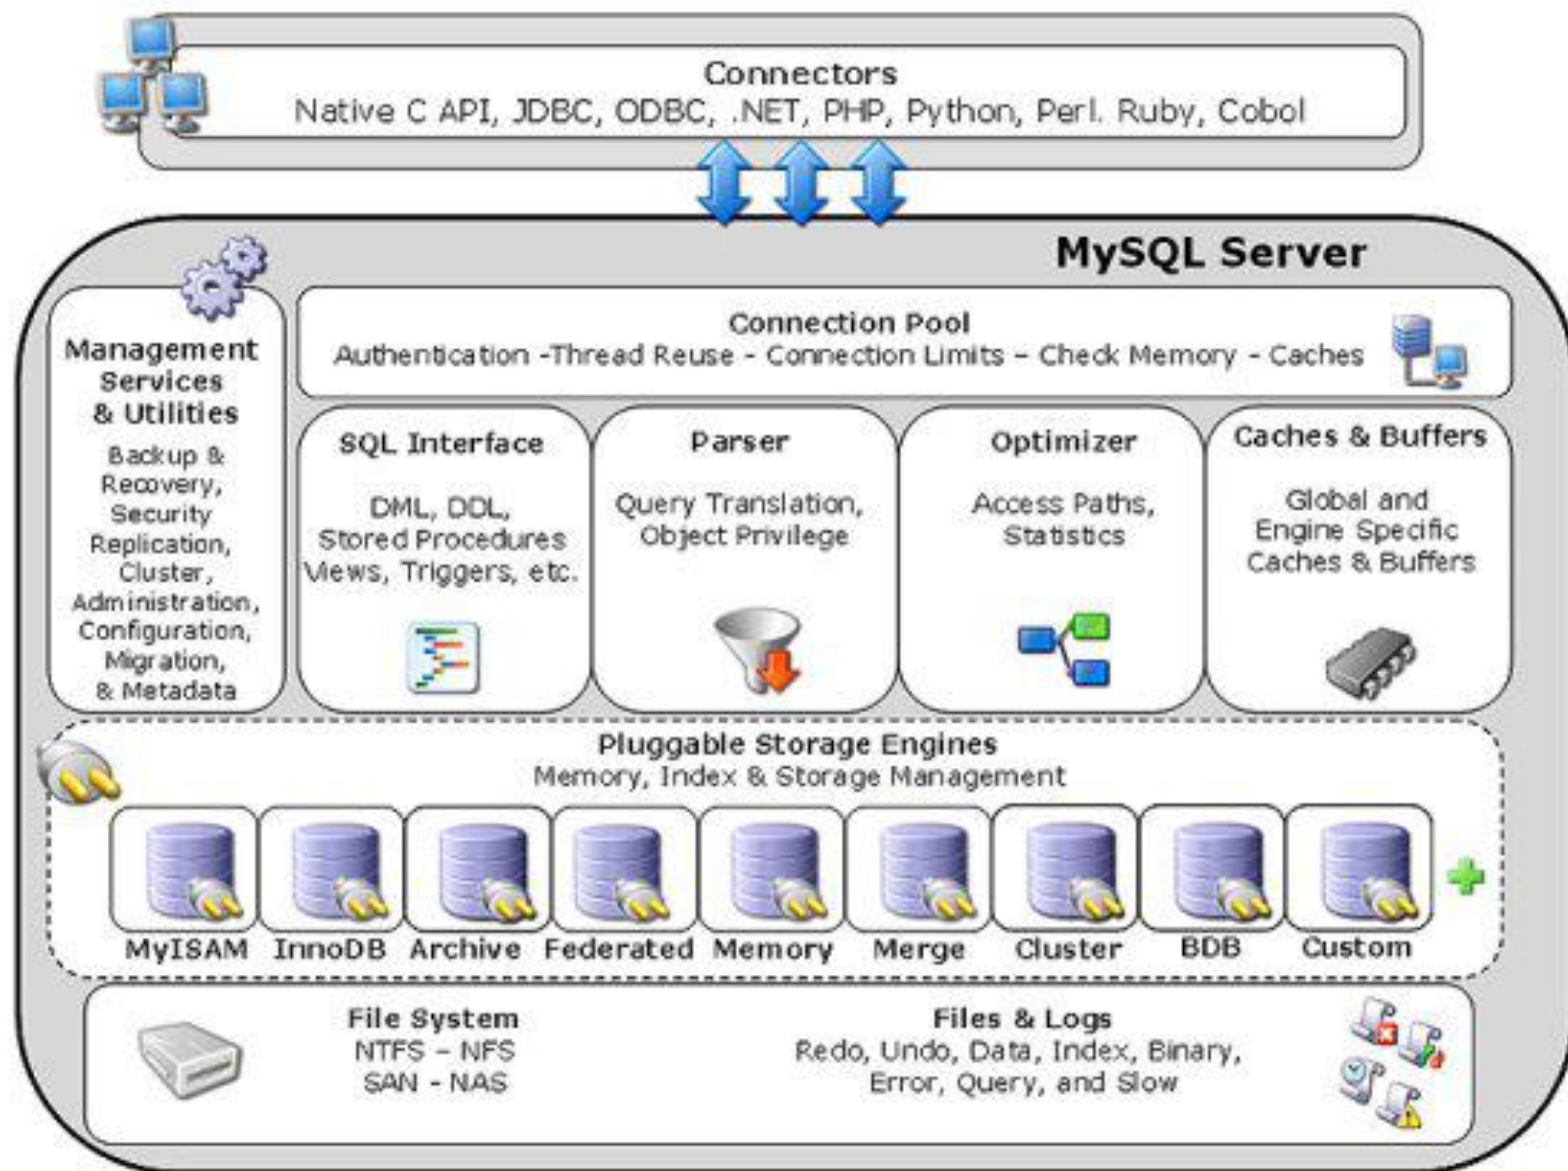 Connectors
Native C API, JDBC, ODBC, .NET, PHP, Python, Perl. Ruby, Cobol
MySQL Server
Management
Services
& Utilities
Backup &
Recovery,
Security
Replication,
Cluster,
Administration,
Configuration,
Migration,
& Metadata
Connection Pool
Authentication -Thread Reuse - Connection Limits – Check Memory - Caches
SQL Interface
DML, DDL,
Stored Procedures
Views, Triggers, etc.
Parser
Query Translation,
Object Privilege
Optimizer
Access Paths,
Statistics
Caches & Buffers
Global and
Engine Specific
Caches & Buffers
Pluggable Storage Engines
Memory, Index & Storage Management
MyISAM
InnoDB
Archive
Federated
Memory
Merge
Cluster
BDB
Custom
File System
NTFS – NFS
SAN - NAS
Files & Logs
Redo, Undo, Data, Index, Binary,
Error, Query, and Slow